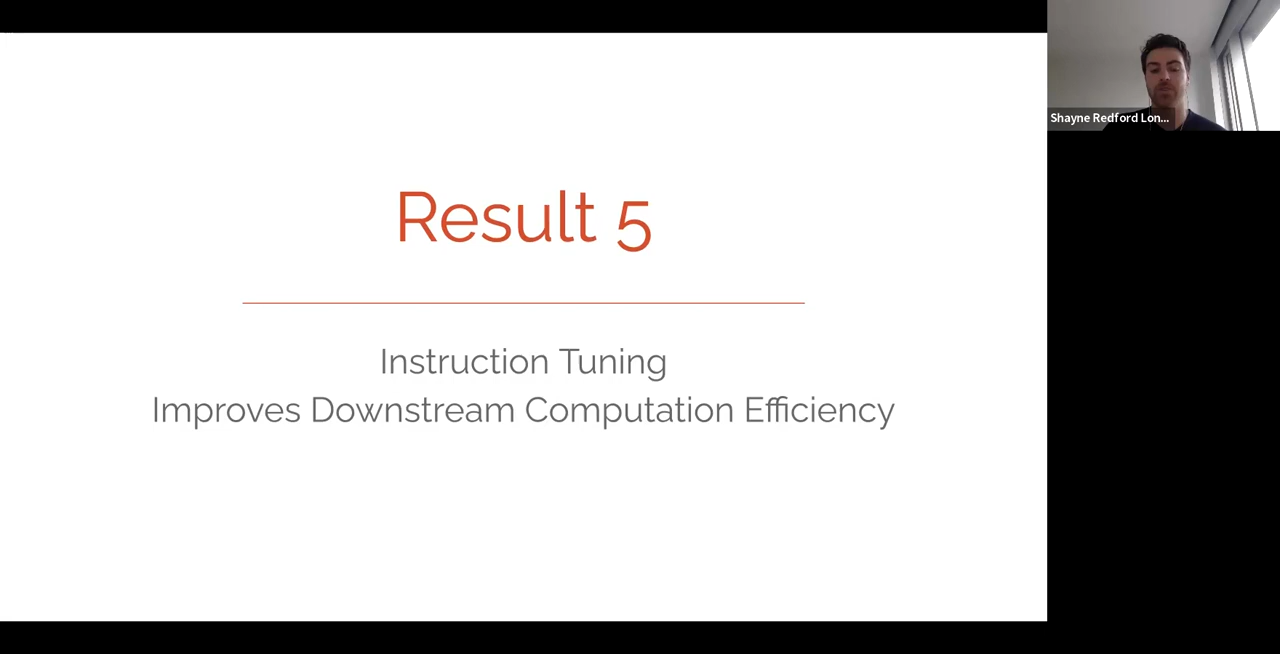 Result 5
Instruction Tuning
Improves Downstream Computation Efficiency
Shayne Redford Lon...